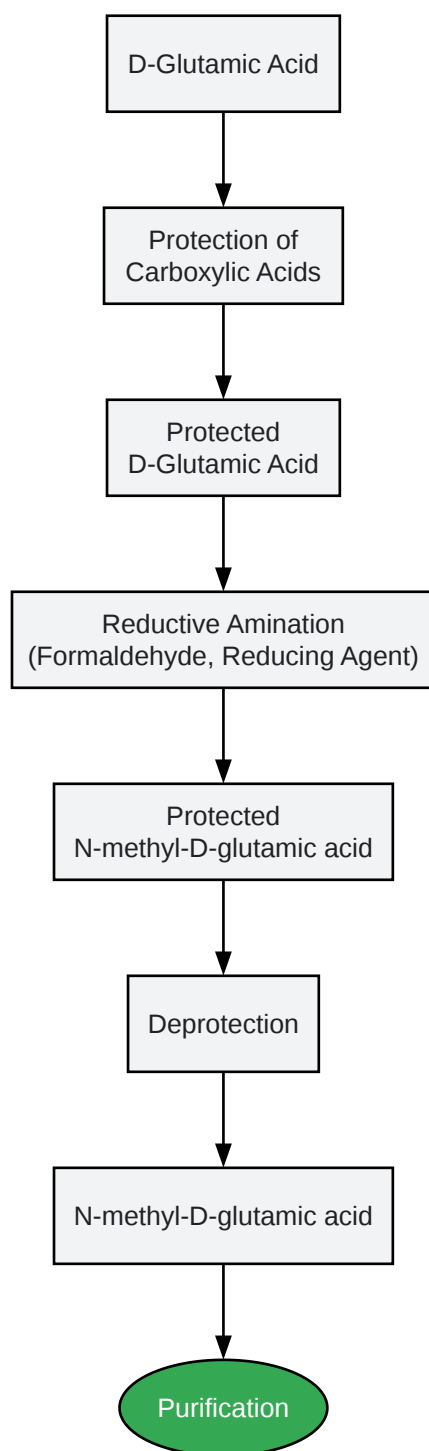 D-Glutamic Acid
Protection of
Carboxylic Acids
Protected
D-Glutamic Acid
Reductive Amination
(Formaldehyde, Reducing Agent)
Protected
N-methyl-D-glutamic acid
Deprotection
N-methyl-D-glutamic acid
Purification